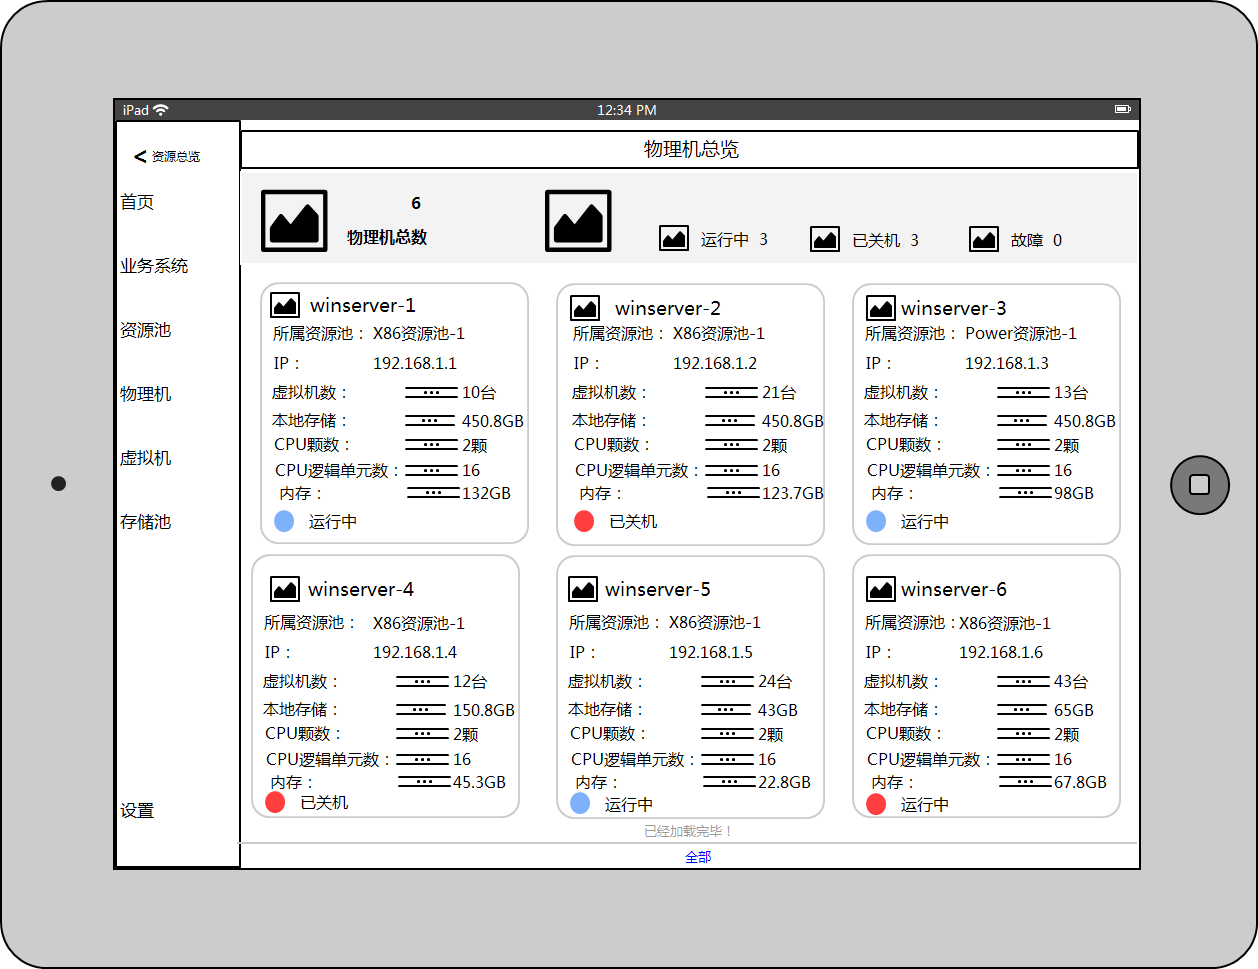 iPad 12:34 PM
< 资源总览
物理机总览
首页
业务系统
资源池
物理机
虚拟机
存储池
设置
6
物理机总数
运行中 3
已关机 3
故障 0
winserver-1
所属资源池： X86资源池-1
IP： 192.168.1.1
虚拟机数： 10台
本地存储： 450.8GB
CPU颗数： 2颗
CPU逻辑单元数： 16
内存： 132GB
运行中
winserver-2
所属资源池： X86资源池-1
IP： 192.168.1.2
虚拟机数： 21台
本地存储： 450.8GB
CPU颗数： 2颗
CPU逻辑单元数： 16
内存： 123.7GB
已关机
winserver-3
所属资源池： Power资源池-1
IP： 192.168.1.3
虚拟机数： 13台
本地存储： 450.8GB
CPU颗数： 2颗
CPU逻辑单元数： 16
内存： 98GB
运行中
winserver-4
所属资源池： X86资源池-1
IP： 192.168.1.4
虚拟机数： 12台
本地存储： 150.8GB
CPU颗数： 2颗
CPU逻辑单元数： 16
内存： 45.3GB
已关机
winserver-5
所属资源池： X86资源池-1
IP： 192.168.1.5
虚拟机数： 24台
本地存储： 43GB
CPU颗数： 2颗
CPU逻辑单元数： 16
内存： 22.8GB
运行中
winserver-6
所属资源池：X86资源池-1
IP： 192.168.1.6
虚拟机数： 43台
本地存储： 65GB
CPU颗数： 2颗
CPU逻辑单元数： 16
内存： 67.8GB
运行中
已经加载完毕！
全部